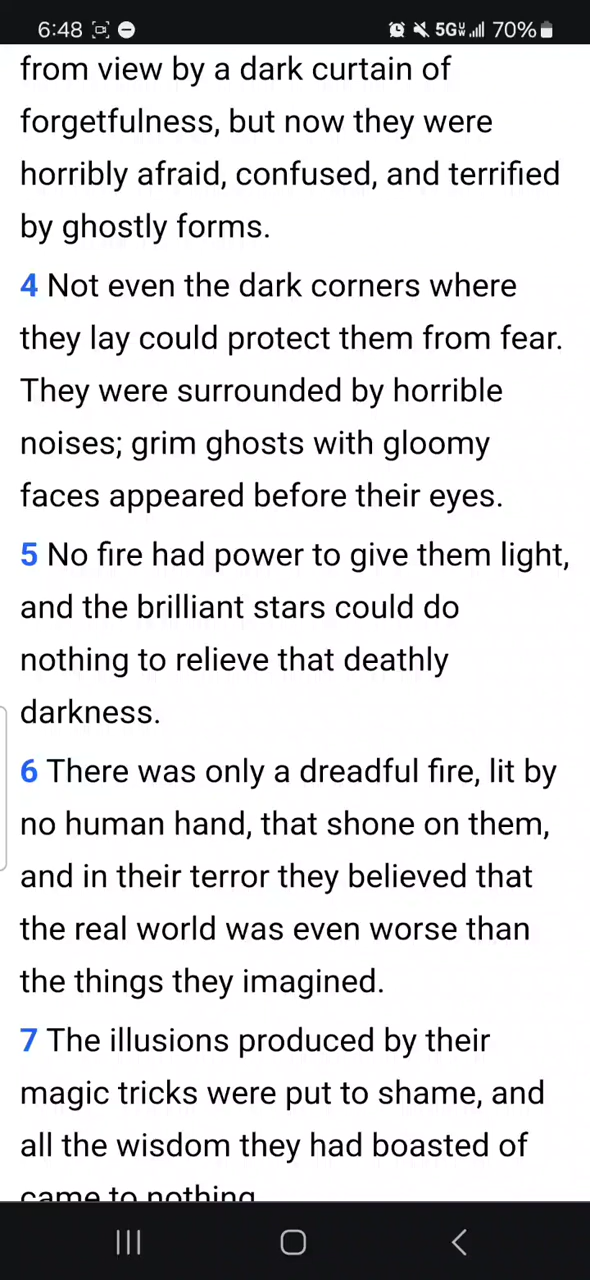 6:48
5G 70%
from view by a dark curtain of
forgetfulness, but now they were
horribly afraid, confused, and terrified
by ghostly forms.
4 Not even the dark corners where
they lay could protect them from fear.
They were surrounded by horrible
noises; grim ghosts with gloomy
faces appeared before their eyes.
5 No fire had power to give them light,
and the brilliant stars could do
nothing to relieve that deathly
darkness.
6 There was only a dreadful fire, lit by
no human hand, that shone on them,
and in their terror they believed that
the real world was even worse than
the things they imagined.
7 The illusions produced by their
magic tricks were put to shame, and
all the wisdom they had boasted of
came to nothing